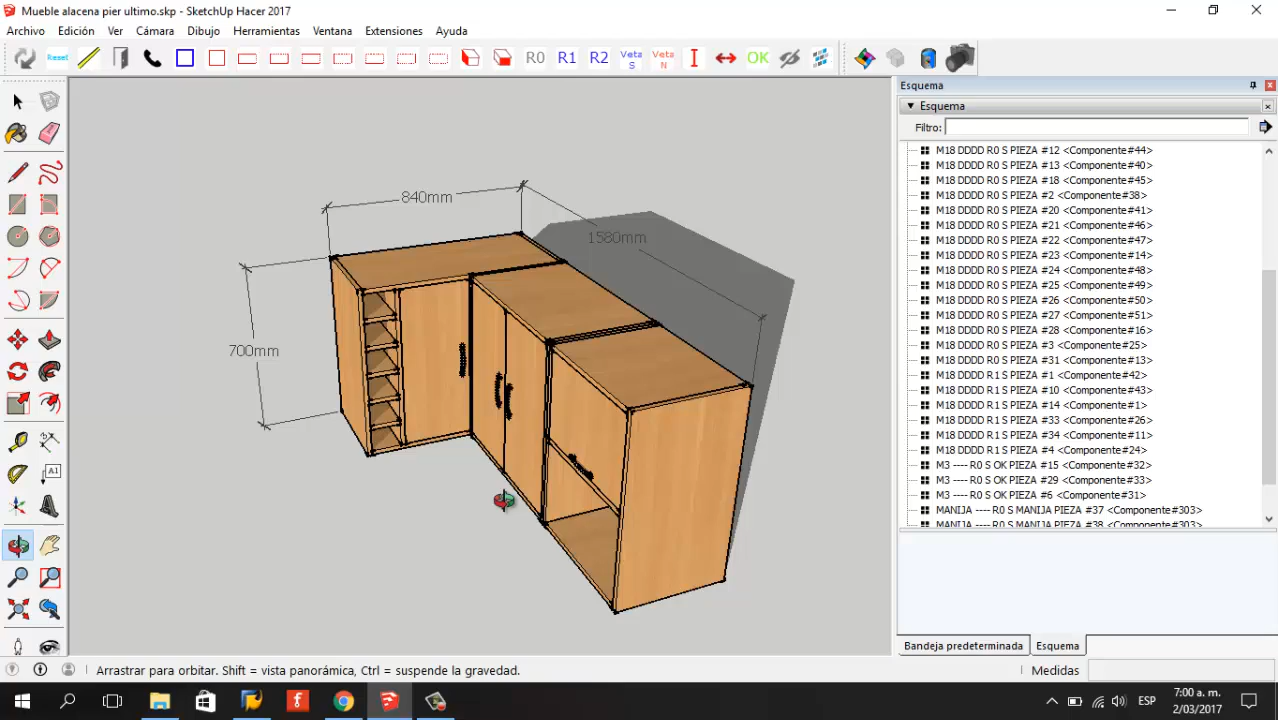 Mueble alacena pier ultimo.skp - SketchUp Hacer 2017
Archivo Edición Ver Cámara Dibujo Herramientas Ventana Extensiones Ayuda
Reset R0 R1 R2 Veta S Veta N OK
Esquema
Esquema
Filtro:
M18 DDDD R0 S PIEZA #12 <Componente#44>
M18 DDDD R0 S PIEZA #13 <Componente#40>
M18 DDDD R0 S PIEZA #18 <Componente#45>
M18 DDDD R0 S PIEZA #2 <Componente#38>
M18 DDDD R0 S PIEZA #20 <Componente#41>
M18 DDDD R0 S PIEZA #21 <Componente#46>
M18 DDDD R0 S PIEZA #22 <Componente#47>
M18 DDDD R0 S PIEZA #23 <Componente#14>
M18 DDDD R0 S PIEZA #24 <Componente#48>
M18 DDDD R0 S PIEZA #25 <Componente#49>
M18 DDDD R0 S PIEZA #26 <Componente#50>
M18 DDDD R0 S PIEZA #27 <Componente#51>
M18 DDDD R0 S PIEZA #28 <Componente#16>
M18 DDDD R0 S PIEZA #3 <Componente#25>
M18 DDDD R0 S PIEZA #31 <Componente#13>
M18 DDDD R1 S PIEZA #1 <Componente#42>
M18 DDDD R1 S PIEZA #10 <Componente#43>
M18 DDDD R1 S PIEZA #14 <Componente#1>
M18 DDDD R1 S PIEZA #33 <Componente#26>
M18 DDDD R1 S PIEZA #34 <Componente#11>
M18 DDDD R1 S PIEZA #4 <Componente#24>
M3 ---- R0 S OK PIEZA #15 <Componente#32>
M3 ---- R0 S OK PIEZA #29 <Componente#33>
M3 ---- R0 S OK PIEZA #6 <Componente#31>
MANIJA ---- R0 S MANIJA PIEZA #37 <Componente#303>
MANIJA ---- R0 S MANIJA PIEZA #38 <Componente#303>
840mm
1580mm
700mm
A1
Bandeja predeterminada Esquema
Arrastrar para orbitar. Shift = vista panorámica, Ctrl = suspende la gravedad.
Medidas
ESP
7:00 a. m.
2/03/2017